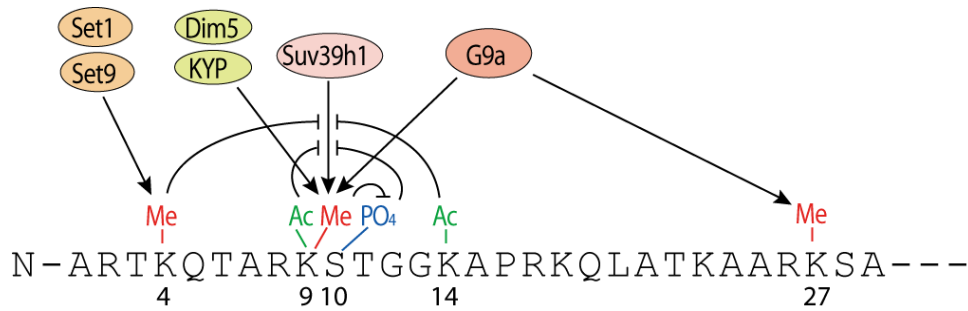 Set1 Dim5
Suv39h1 G9a
Set9 KYP
Me Ac Me PO4 Ac Me
N-ARTKQTARKSTGGKAPRKQLATKAARKSA---
4 9 10 14 27